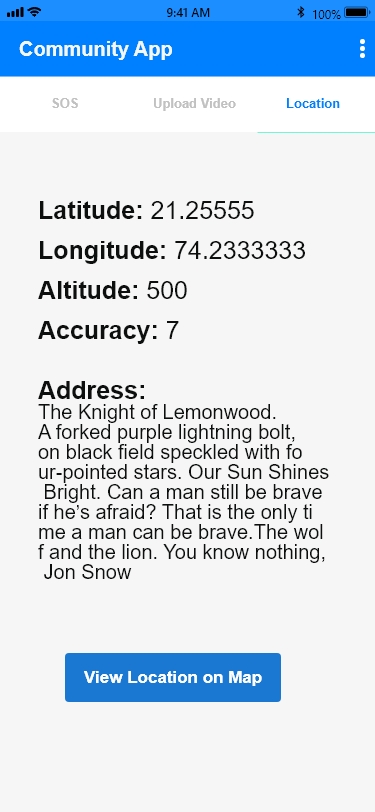 9:41 AM 100%
Community App
SOS Upload Video Location
Latitude: 21.25555
Longitude: 74.2333333
Altitude: 500
Accuracy: 7
Address:
The Knight of Lemonwood.
A forked purple lightning bolt,
on black field speckled with fo
ur-pointed stars. Our Sun Shines
Bright. Can a man still be brave
if he’s afraid? That is the only ti
me a man can be brave.The wol
f and the lion. You know nothing,
Jon Snow
View Location on Map